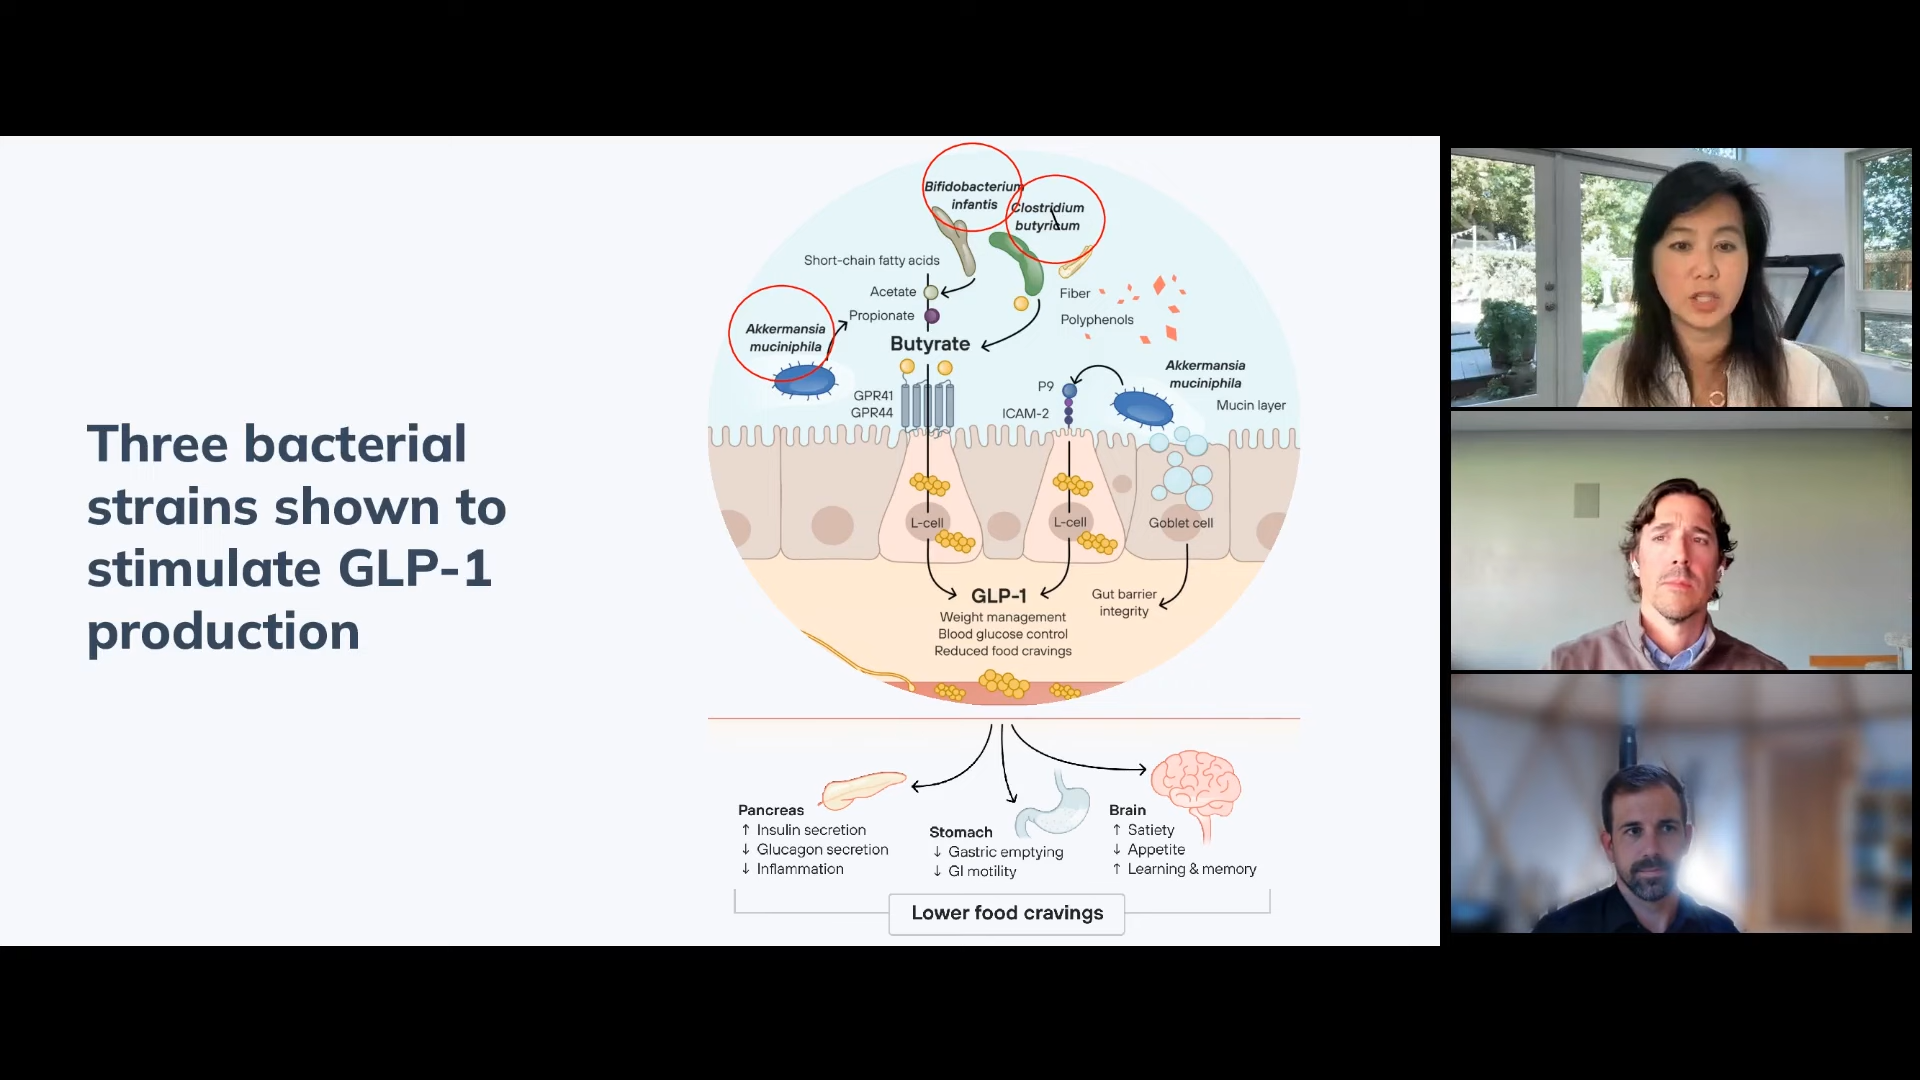 Three bacterial
strains shown to
stimulate GLP-1
production
Bifidobacterium
infantis
Clostridium
butyricum
Short-chain fatty acids
Acetate
Propionate
Butyrate
Akkermansia
muciniphila
Fiber
Polyphenols
GPR41
GPR44
P9
ICAM-2
Akkermansia
muciniphila
Mucin layer
L-cell
L-cell
Goblet cell
GLP-1
Weight management
Blood glucose control
Reduced food cravings
Gut barrier
integrity
Pancreas
↑ Insulin secretion
↓ Glucagon secretion
↓ Inflammation
Stomach
↓ Gastric emptying
↓ GI motility
Brain
↑ Satiety
↓ Appetite
↑ Learning & memory
Lower food cravings